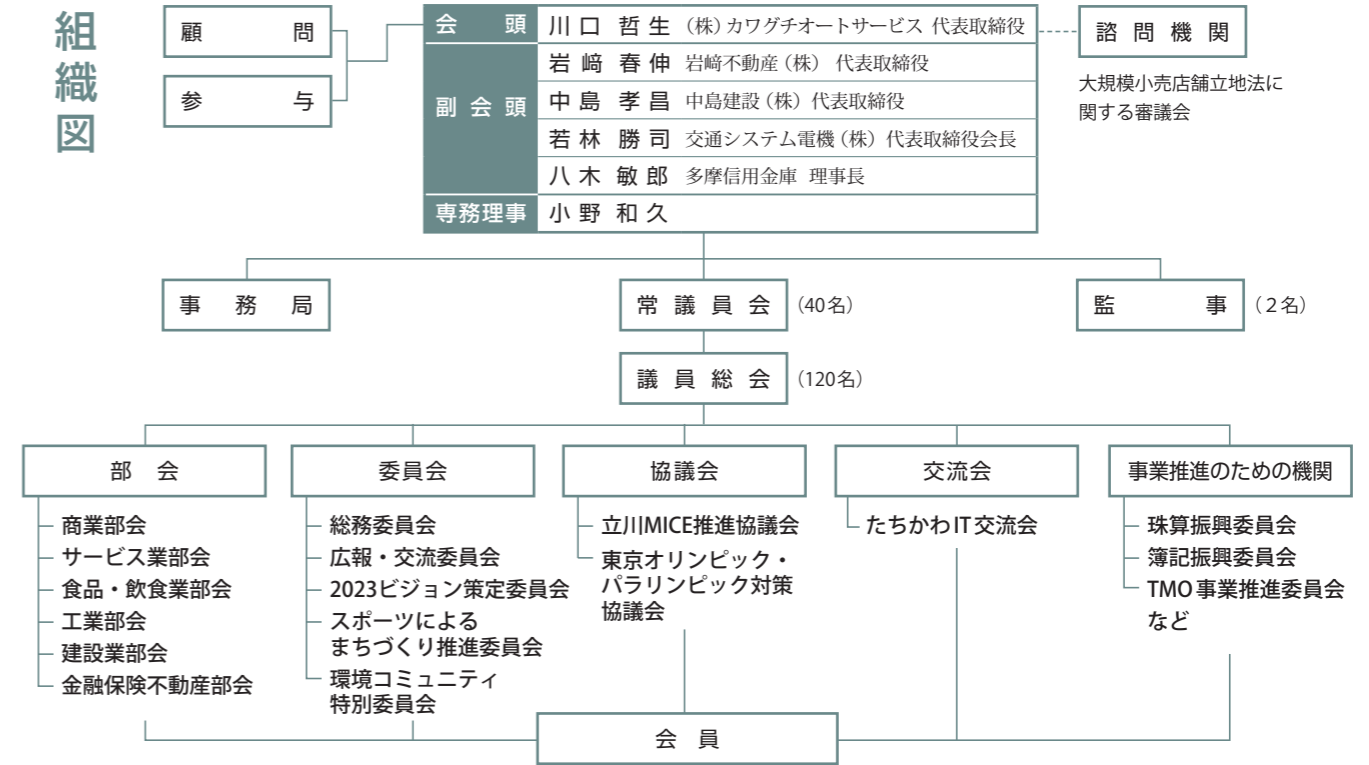 組織図
顧問
参与
会頭 川口 哲生 (株)カワグチオートサービス 代表取締役
副会頭
岩﨑 春伸 岩﨑不動産(株) 代表取締役
中島 孝昌 中島建設(株)代表取締役
若林 勝司 交通システム電機(株)代表取締役会長
八木 敏郎 多摩信用金庫 理事長
専務理事 小野 和久
諮問機関
大規模小売店舗立地法に
関する審議会
事務局
常議員会 (40名)
監事 (2名)
議員総会 (120名)
部会
商業部会
サービス業部会
食品・飲食業部会
工業部会
建設業部会
金融保険不動産部会
委員会
総務委員会
広報・交流委員会
2023ビジョン策定委員会
スポーツによる
まちづくり推進委員会
環境コミュニティ
特別委員会
協議会
立川MICE推進協議会
東京オリンピック・
パラリンピック対策
協議会
交流会
たちかわIT交流会
事業推進のための機関
珠算振興委員会
簿記振興委員会
TMO事業推進委員会
など
会員